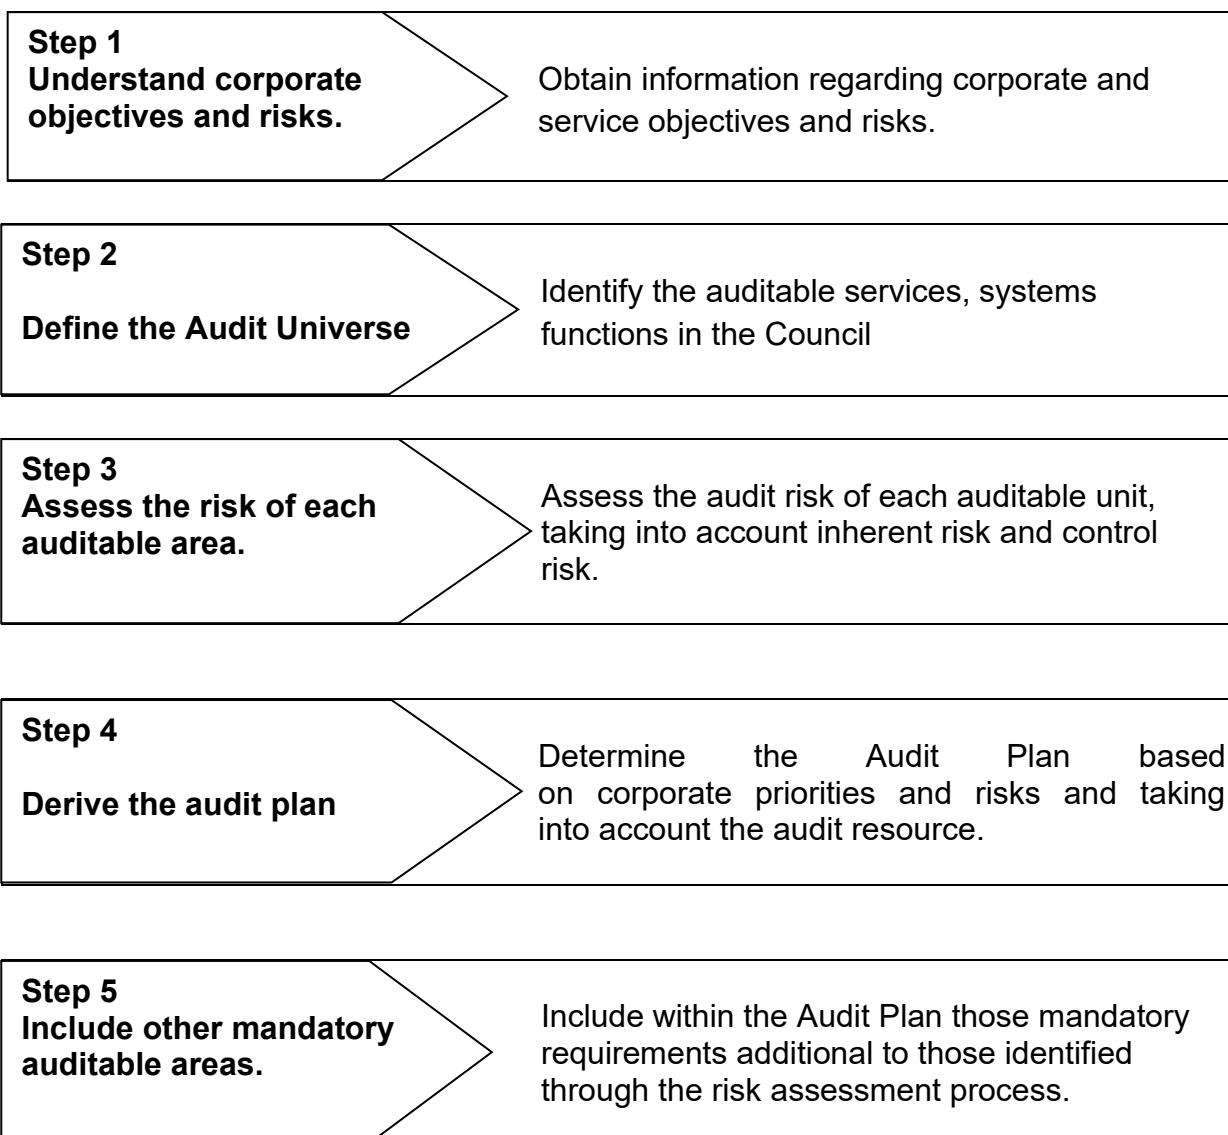 Step 1
Understand corporate
objectives and risks.
Obtain information regarding corporate and
service objectives and risks.
Step 2
Define the Audit Universe
Identify the auditable services, systems
functions in the Council
Step 3
Assess the risk of each
auditable area.
Assess the audit risk of each auditable unit,
taking into account inherent risk and control
risk.
Step 4
Derive the audit plan
Determine the Audit Plan based
on corporate priorities and risks and taking
into account the audit resource.
Step 5
Include other mandatory
auditable areas.
Include within the Audit Plan those mandatory
requirements additional to those identified
through the risk assessment process.